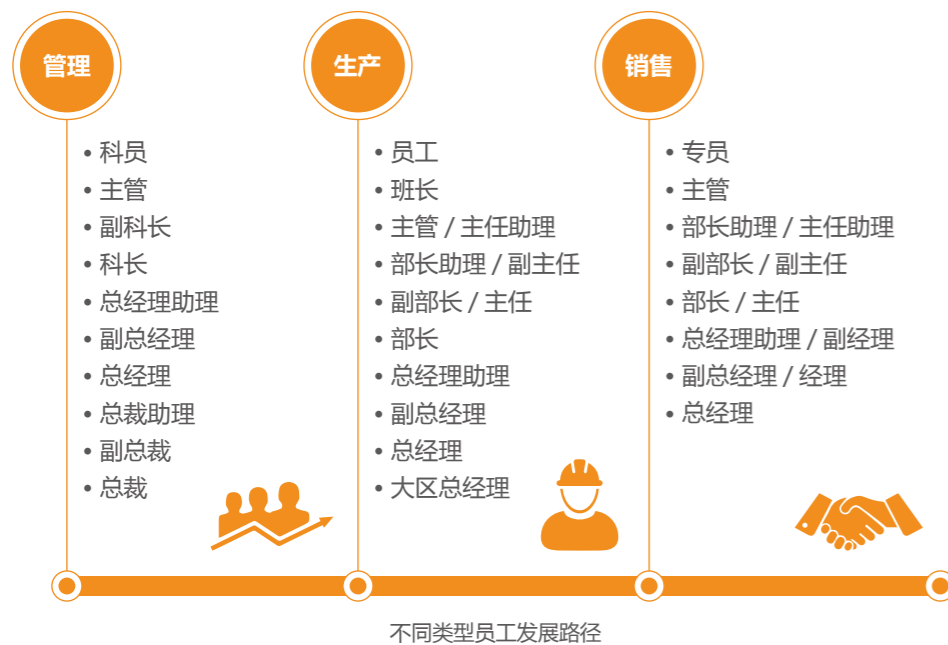 管理
• 科员
• 主管
• 副科长
• 科长
• 总经理助理
• 副总经理
• 总经理
• 总裁助理
• 副总裁
• 总裁
生产
• 员工
• 班长
• 主管 / 主任助理
• 部长助理 / 副主任
• 副部长 / 主任
• 部长
• 总经理助理
• 副总经理
• 总经理
• 大区总经理
销售
• 专员
• 主管
• 部长助理 / 主任助理
• 副部长 / 副主任
• 部长 / 主任
• 总经理助理 / 副经理
• 副总经理 / 经理
• 总经理
不同类型员工发展路径